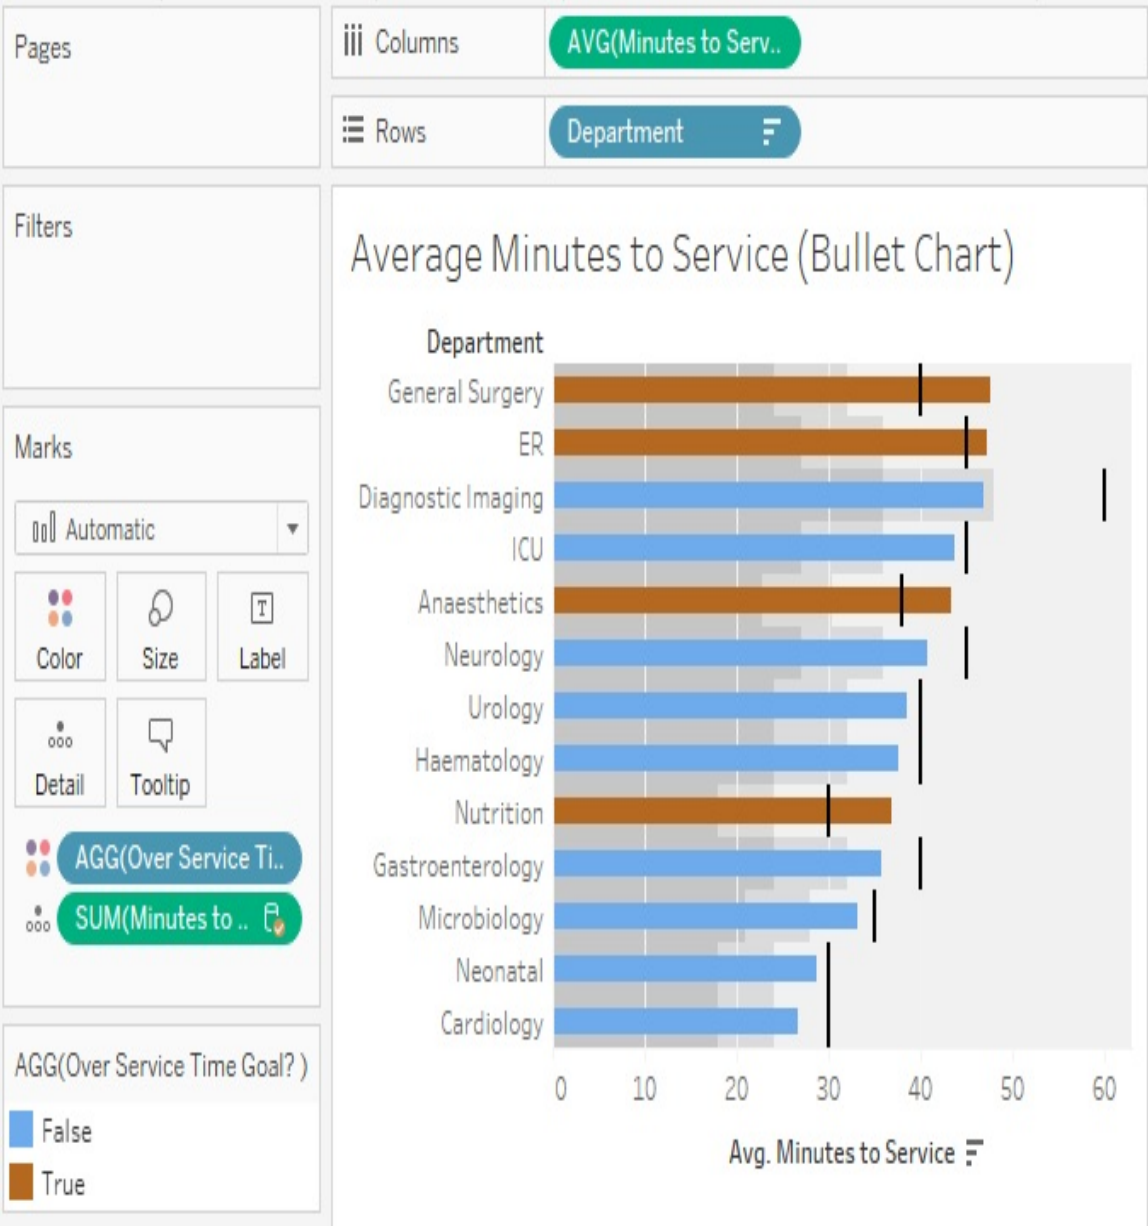 Pages
Columns
AVG(Minutes to Serv..
Rows
Department
Filters
Marks
Automatic
Color
Size
T
Label
Detail
Tooltip
AGG(Over Service Ti..
SUM(Minutes to ..
AGG(Over Service Time Goal? )
False
True
Average Minutes to Service (Bullet Chart)
Department
General Surgery
ER
Diagnostic Imaging
ICU
Anaesthetics
Neurology
Urology
Haematology
Nutrition
Gastroenterology
Microbiology
Neonatal
Cardiology
0 10 20 30 40 50 60
Avg. Minutes to Service